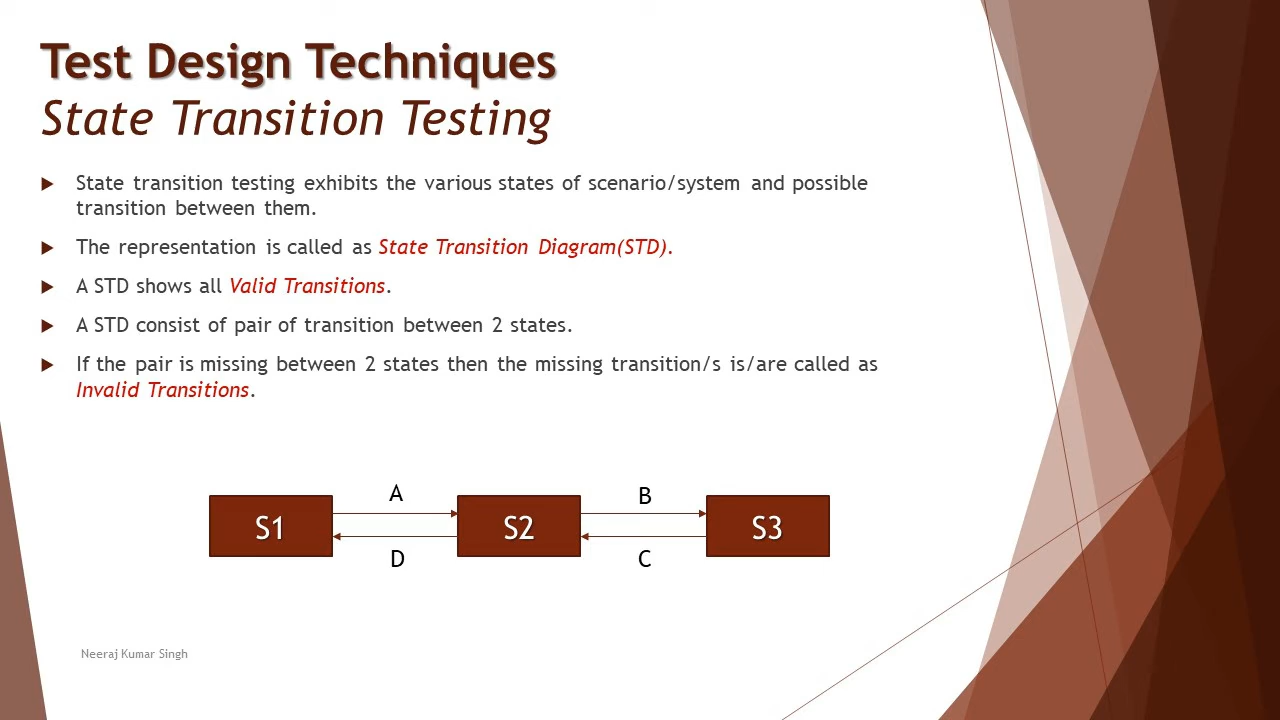 Test Design Techniques
State Transition Testing
State transition testing exhibits the various states of scenario/system and possible
transition between them.
The representation is called as State Transition Diagram(STD).
A STD shows all Valid Transitions.
A STD consist of pair of transition between 2 states.
If the pair is missing between 2 states then the missing transition/s is/are called as
Invalid Transitions.
A
B
S1
S2
S3
D
C
Neeraj Kumar Singh